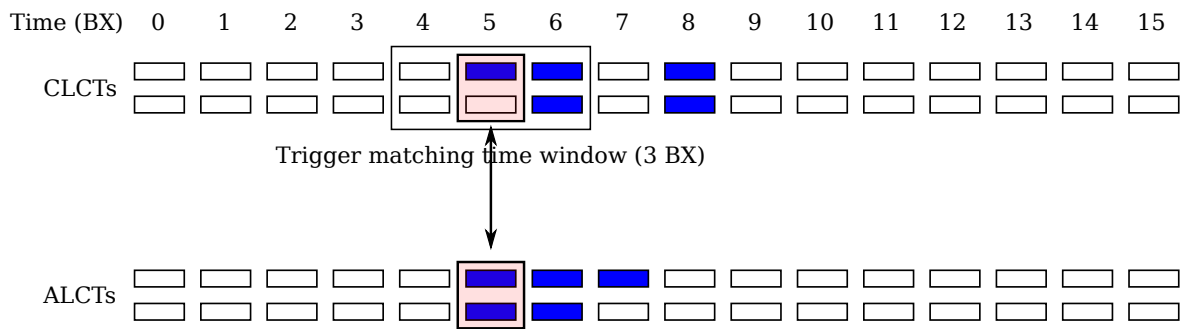 Time (BX) 0 1 2 3 4 5 6 7 8 9 10 11 12 13 14 15
CLCTs
Trigger matching time window (3 BX)
ALCTs